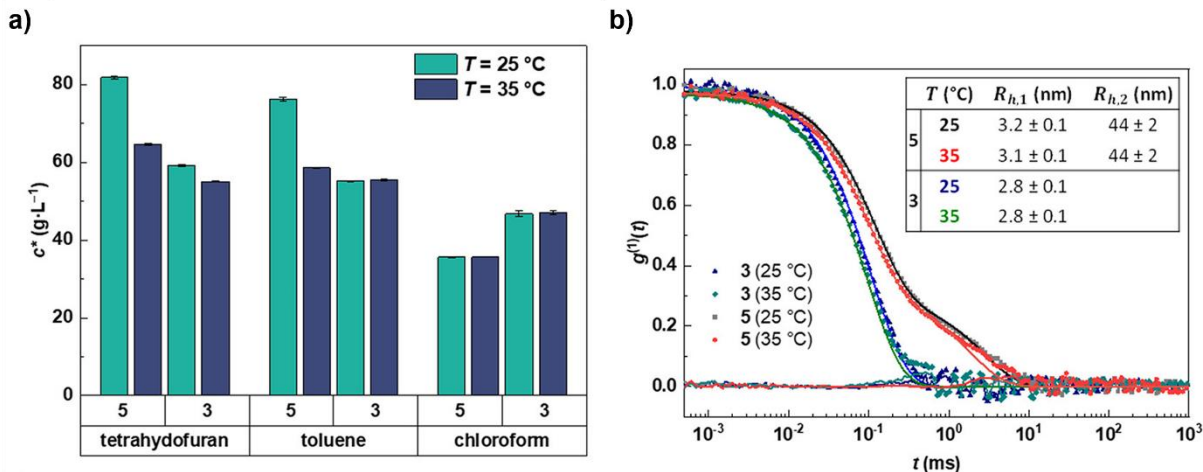 a)
c* (g·L⁻¹)
80
60
40
20
0
T = 25 °C
T = 35 °C
5 3 5 3 5 3
tetrahydofuran toluene chloroform
b)
g⁽¹⁾(t)
1.0
0.8
0.6
0.4
0.2
0.0
T (°C) R_h,1 (nm) R_h,2 (nm)
5
25 3.2 ± 0.1 44 ± 2
35 3.1 ± 0.1 44 ± 2
3
25 2.8 ± 0.1
35 2.8 ± 0.1
3 (25 °C)
3 (35 °C)
5 (25 °C)
5 (35 °C)
10⁻³ 10⁻² 10⁻¹ 10⁰ 10¹ 10² 10³
t (ms)